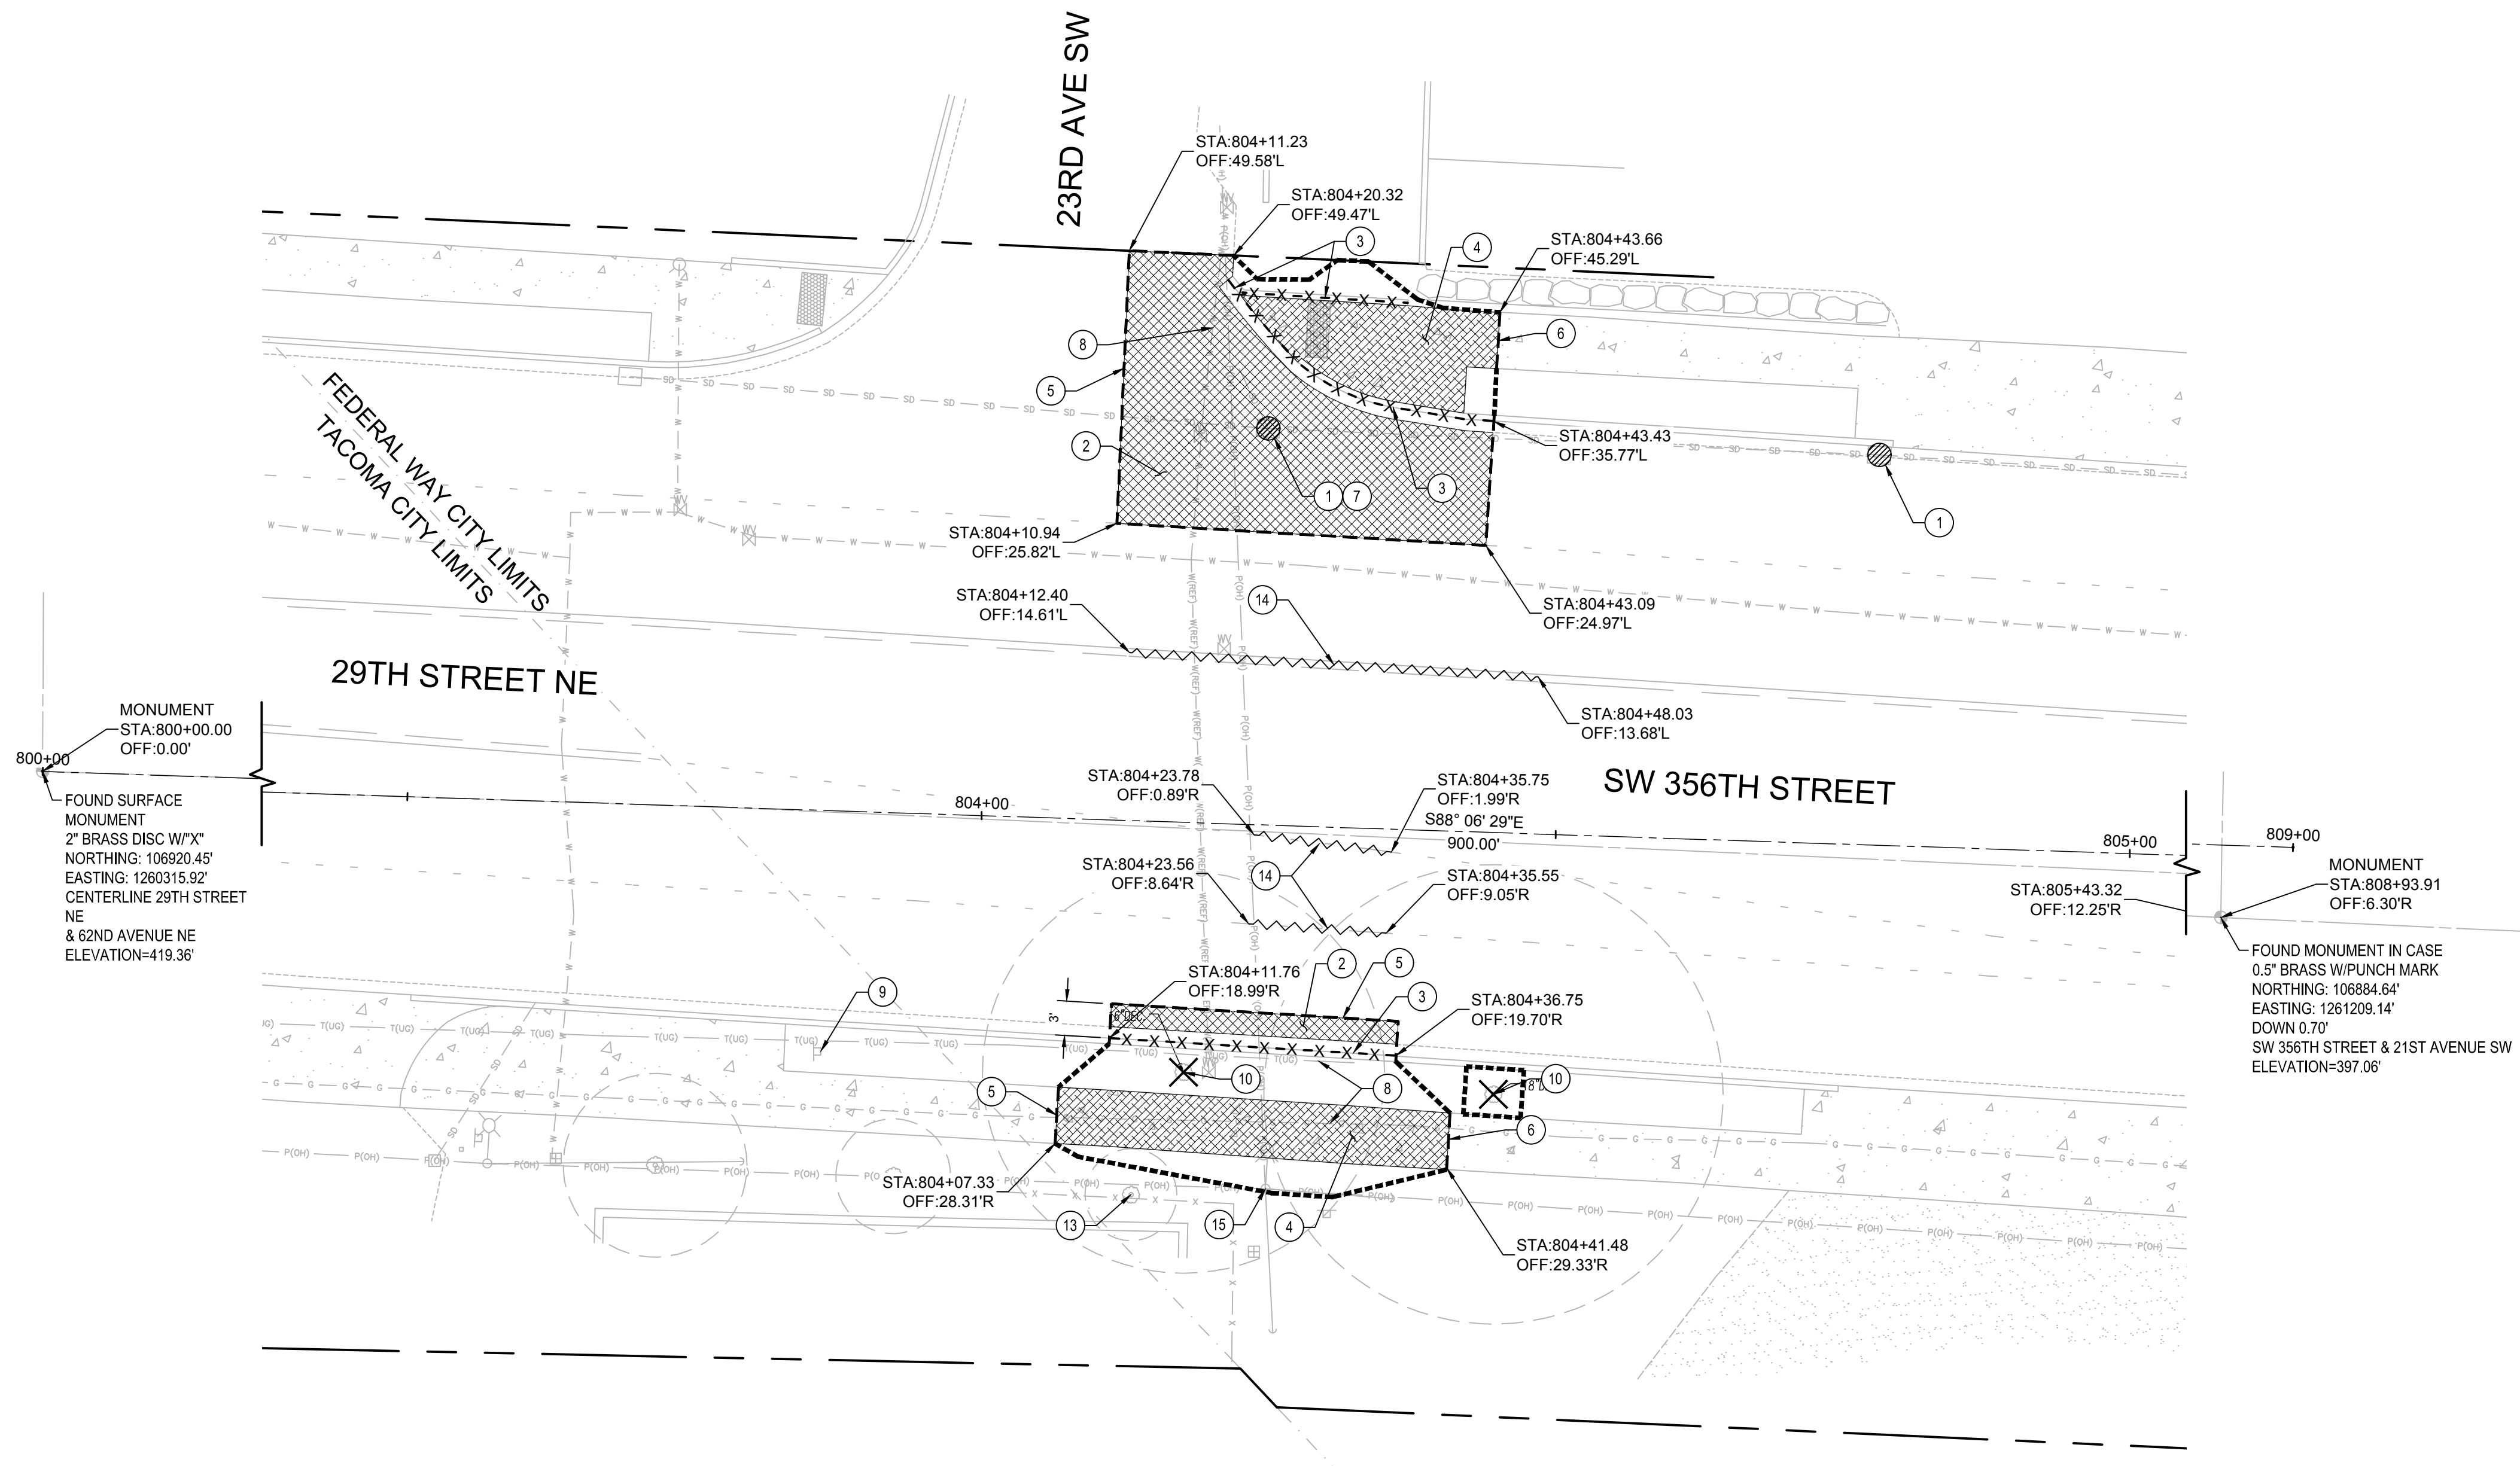 23RD AVE SW
STA:804+11.23
OFF:49.58'L
STA:804+20.32
OFF:49.47'L
3
4
STA:804+43.66
OFF:45.29'L
8
6
5
FEDERAL WAY CITY LIMITS
TACOMA CITY LIMITS
2
STA:804+43.43
OFF:35.77'L
1
7
3
1
STA:804+10.94
OFF:25.82'L
STA:804+12.40
OFF:14.61'L
14
STA:804+43.09
OFF:24.97'L
29TH STREET NE
STA:804+48.03
OFF:13.68'L
MONUMENT
STA:800+00.00
OFF:0.00'
800+00
FOUND SURFACE
MONUMENT
2" BRASS DISC W/"X"
NORTHING: 106920.45'
EASTING: 1260315.92'
CENTERLINE 29TH STREET
NE
& 62ND AVENUE NE
ELEVATION=419.36'
804+00
STA:804+23.78
OFF:0.89'R
STA:804+35.75
OFF:1.99'R
S88° 06' 29"E
900.00'
SW 356TH STREET
805+00
809+00
MONUMENT
STA:808+93.91
OFF:6.30'R
STA:804+23.56
OFF:8.64'R
14
STA:804+35.55
OFF:9.05'R
STA:805+43.32
OFF:12.25'R
FOUND MONUMENT IN CASE
0.5" BRASS W/PUNCH MARK
NORTHING: 106884.64'
EASTING: 1261209.14'
DOWN 0.70'
SW 356TH STREET & 21ST AVENUE SW
ELEVATION=397.06'
STA:804+11.76
OFF:18.99'R
2
5
9
3
STA:804+36.75
OFF:19.70'R
3'
6"DEC
10
8
10
5
6
STA:804+07.33
OFF:28.31'R
13
15
4
STA:804+41.48
OFF:29.33'R
SD
W
WV
W(REF)
P(OH)
T(UG)
G
X